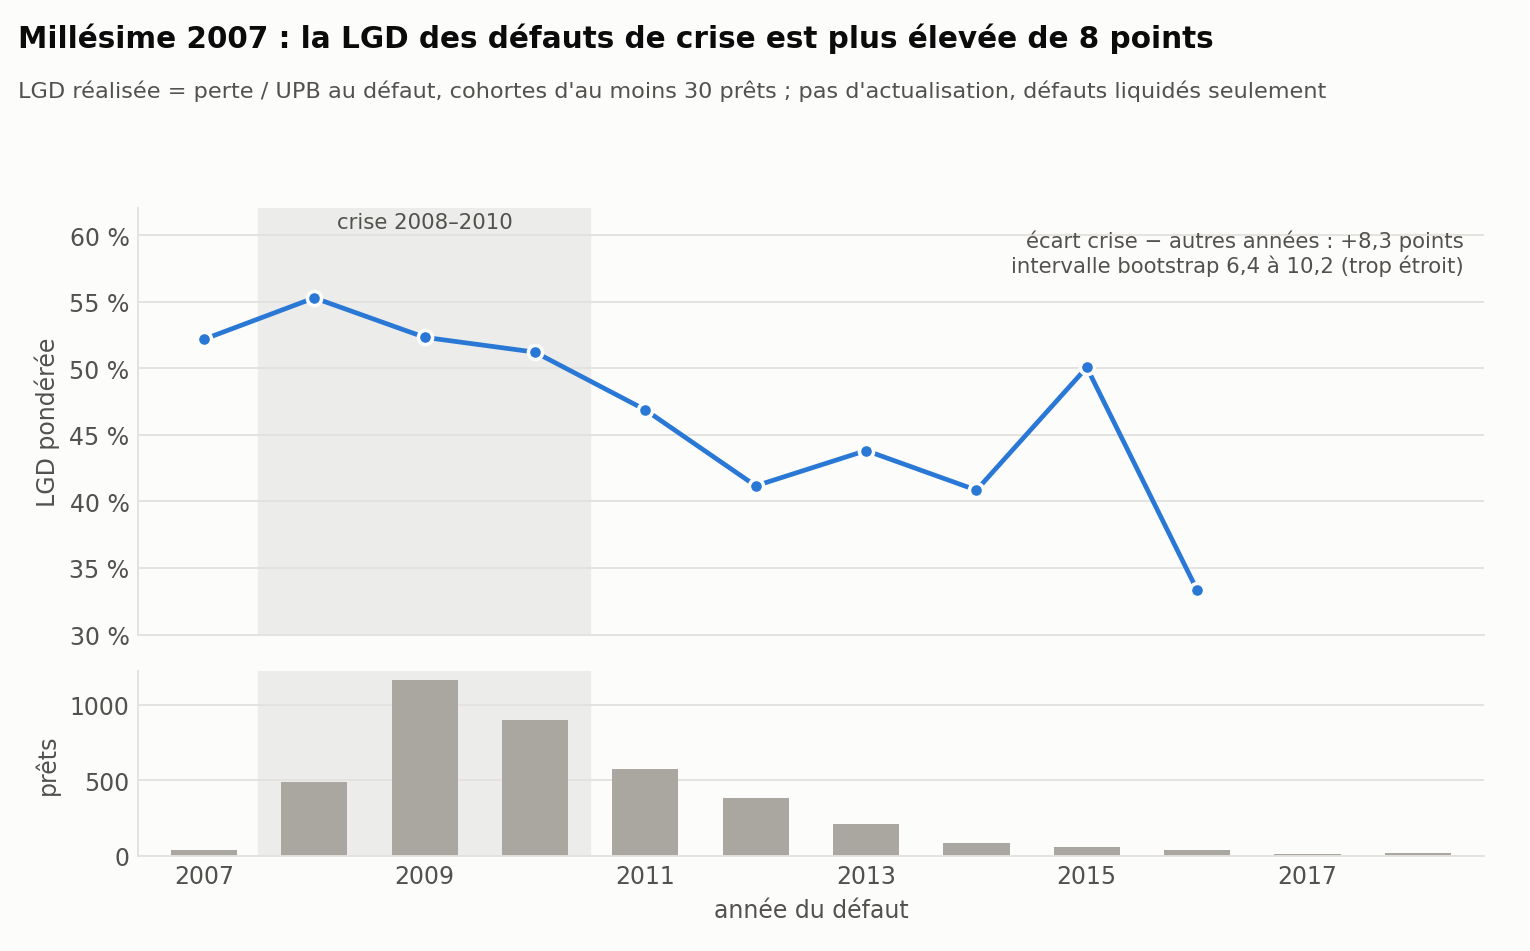 Millésime 2007 : la LGD des défauts de crise est plus élevée de 8 points
LGD réalisée = perte / UPB au défaut, cohortes d'au moins 30 prêts ; pas d'actualisation, défauts liquidés seulement
crise 2008–2010
écart crise − autres années : +8,3 points
intervalle bootstrap 6,4 à 10,2 (trop étroit)
LGD pondérée
60 %
55 %
50 %
45 %
40 %
35 %
30 %
prêts
1000
500
0
2007
2009
2011
2013
2015
2017
année du défaut